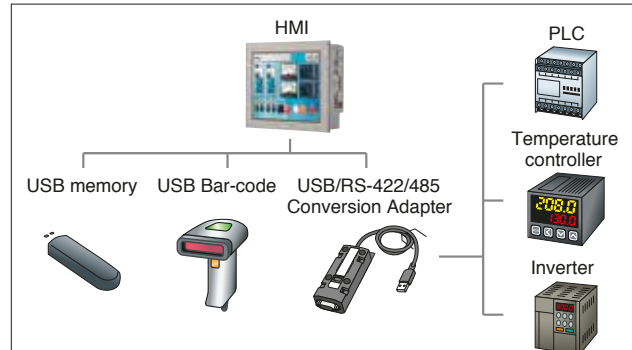 HMI
PLC
USB memory
USB Bar-code
USB/RS-422/485
Conversion Adapter
Temperature
controller
208.0
130.0
Inverter